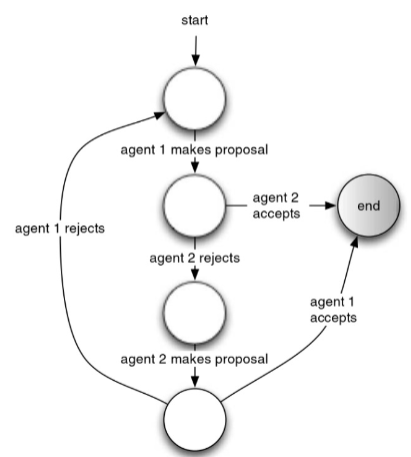 start
agent 1 makes proposal
agent 2
accepts
end
agent 1 rejects
agent 2 rejects
agent 1
accepts
agent 2 makes proposal